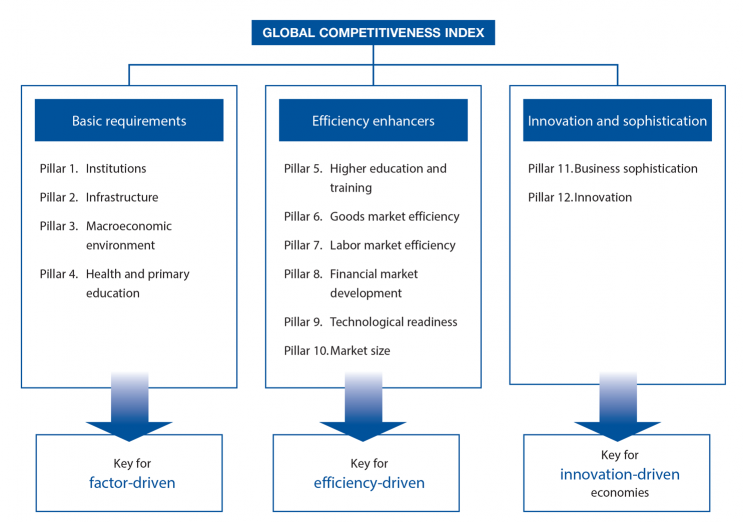 GLOBAL COMPETITIVENESS INDEX
Basic requirements
Pillar 1. Institutions
Pillar 2. Infrastructure
Pillar 3. Macroeconomic
environment
Pillar 4. Health and primary
education
Key for
factor-driven
Efficiency enhancers
Pillar 5. Higher education and
training
Pillar 6. Goods market efficiency
Pillar 7. Labor market efficiency
Pillar 8. Financial market
development
Pillar 9. Technological readiness
Pillar 10. Market size
Key for
efficiency-driven
Innovation and sophistication
Pillar 11. Business sophistication
Pillar 12. Innovation
Key for
innovation-driven
economies